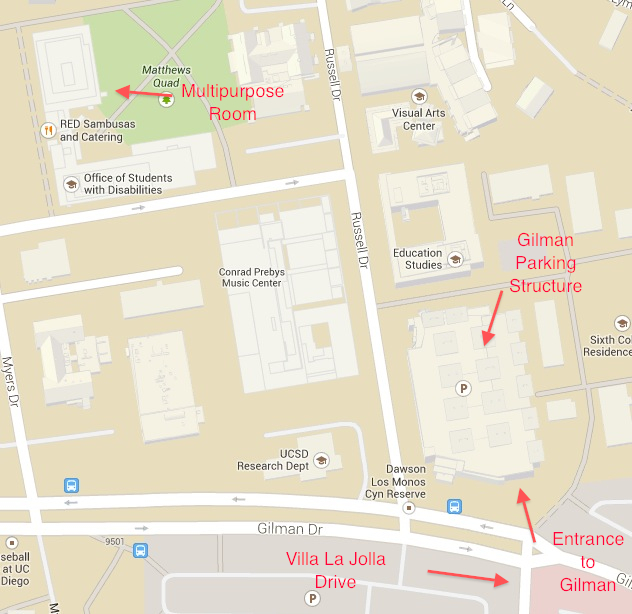 Ln
Russell Dr
Matthews
Quad
Multipurpose
Room
RED Sambusas
and Catering
Visual Arts
Center
Office of Students
with Disabilities
Russell Dr
Gilman
Parking
Structure
Education
Studies
Conrad Prebys
Music Center
Sixth Co
Residence
Myers Dr
P
UCSD
Research Dept
Dawson
Los Monos
Cyn Reserve
Gilman Dr
9501
Entrance
to
Gilman
Villa La Jolla
Drive
seball
at UC
Diego
P